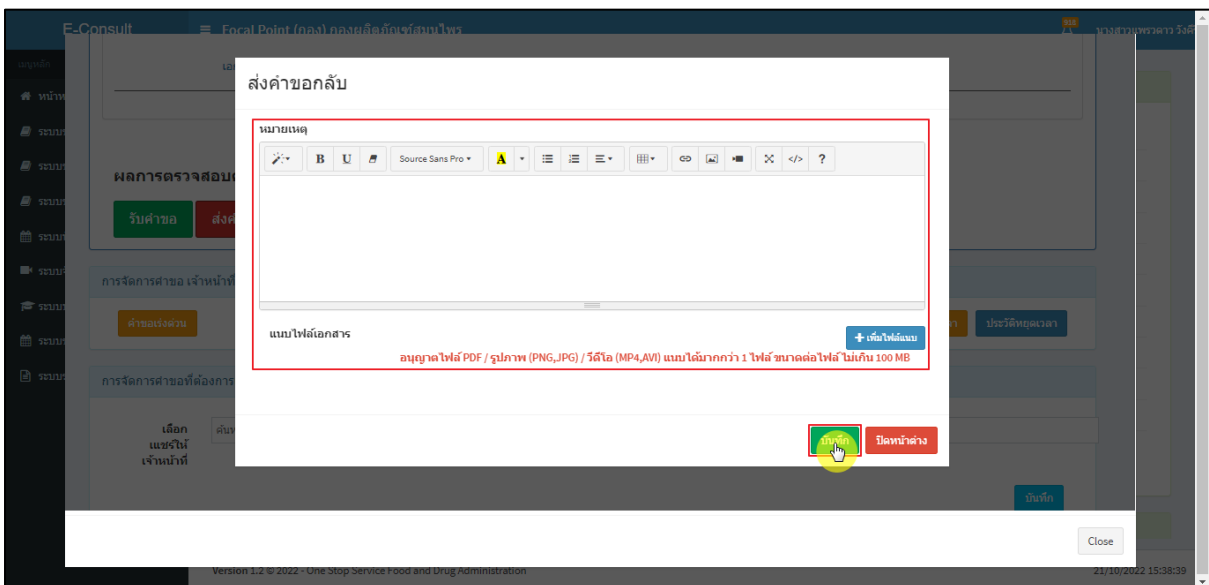 E-Consult
Focal Point (กอง) กองผลิตภัณฑ์สมุนไพร
918
เมนูหลัก
ส่งคำขอกลับ
หมายเหตุ
B U Source Sans Pro A </> ?
ผลการตรวจสอบ
รับคำขอ
การจัดการคำขอ เจ้าหน้าที่
คำขอเร่งด่วน
ประวัติหยุดเวลา
แนบไฟล์เอกสาร
+ เพิ่มไฟล์แนบ
อนุญาตไฟล์ PDF / รูปภาพ (PNG,JPG) / วีดีโอ (MP4,AVI) แนบได้มากกว่า 1 ไฟล์ ขนาดต่อไฟล์ ไม่เกิน 100 MB
การจัดการคำขอที่ต้องการ
เลือก
แชร์ให้
เจ้าหน้าที่
บันทึก
ปิดหน้าต่าง
บันทึก
Close
Version 1.2 © 2022 - One Stop Service Food and Drug Administration
21/10/2022 15:38:39